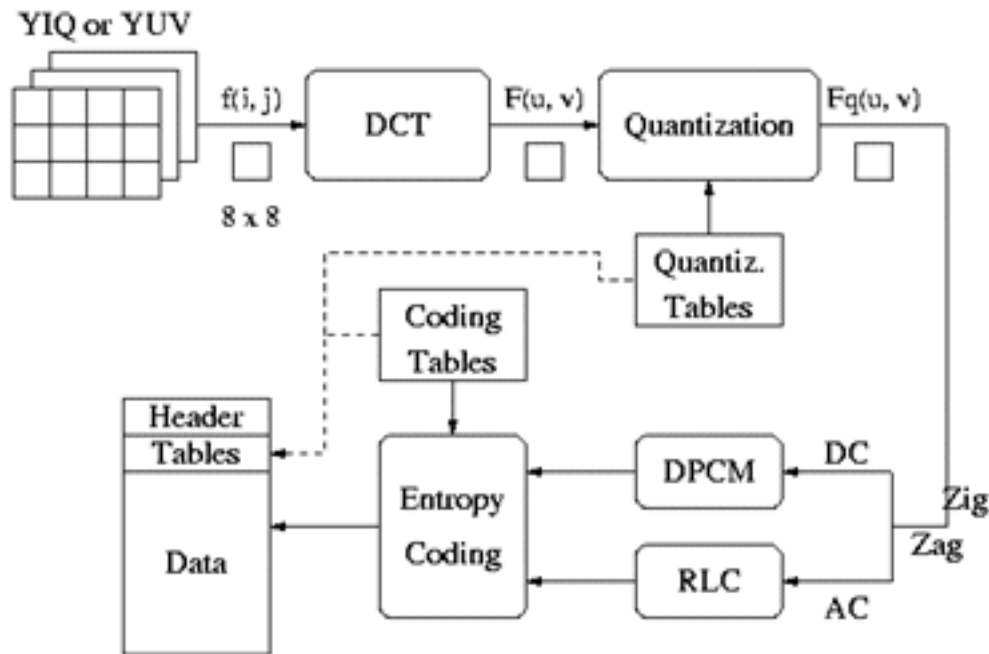 YIQ or YUV
f(i, j)
DCT
F(u, v)
Quantization
Fq(u, v)
8 x 8
Quantiz.
Tables
Coding
Tables
Header
Tables
Data
Entropy
Coding
DPCM
DC
Zig
Zag
RLC
AC